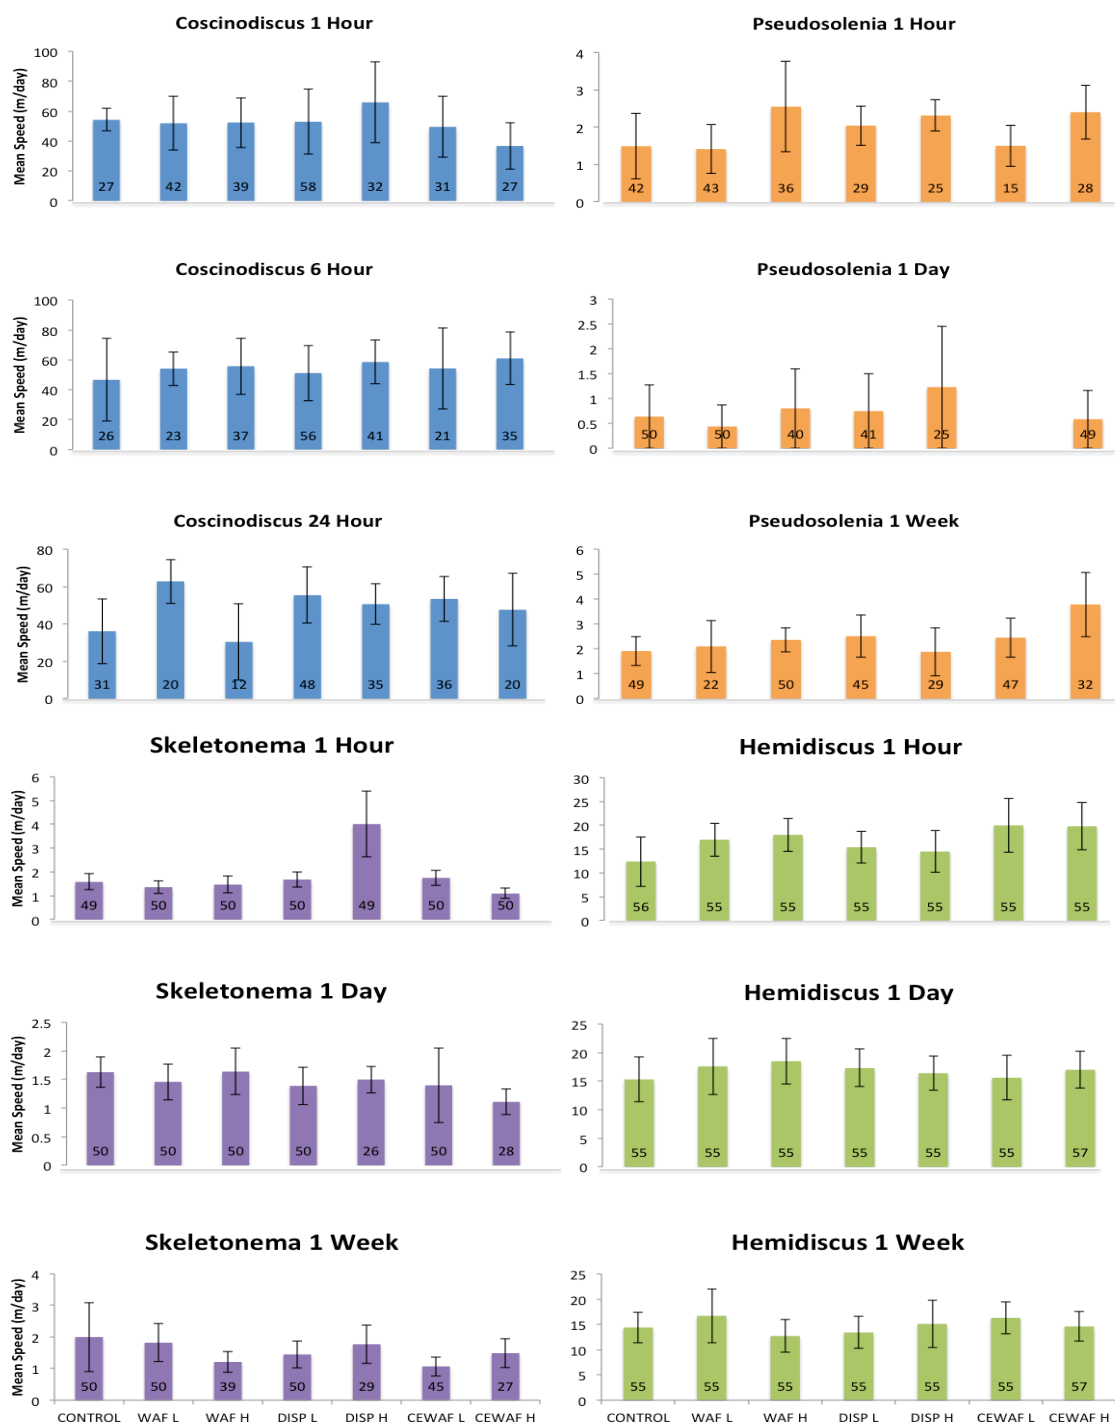 Coscinodiscus 1 Hour
Mean Speed (m/day)
100
80
60
40
20
0
27 42 39 58 32 31 27
Pseudosolenia 1 Hour
4
3
2
1
0
42 43 36 29 25 15 28
Coscinodiscus 6 Hour
Mean Speed (m/day)
100
80
60
40
20
0
26 23 37 56 41 21 35
Pseudosolenia 1 Day
3
2.5
2
1.5
1
0.5
0
50 50 40 41 25 49
Coscinodiscus 24 Hour
Mean Speed (m/day)
80
60
40
20
0
31 20 12 48 35 36 20
Pseudosolenia 1 Week
6
5
4
3
2
1
0
49 22 50 45 29 47 32
Skeletonema 1 Hour
Mean Speed (m/day)
6
5
4
3
2
1
0
49 50 50 50 49 50 50
Hemidiscus 1 Hour
30
25
20
15
10
5
0
56 55 55 55 55 55 55
Skeletonema 1 Day
Mean Speed (m/day)
2.5
2
1.5
1
0.5
0
50 50 50 50 26 50 28
Hemidiscus 1 Day
25
20
15
10
5
0
55 55 55 55 55 55 57
Skeletonema 1 Week
Mean Speed (m/day)
4
3
2
1
0
50 50 39 50 29 45 27
CONTROL WAF L WAF H DISP L DISP H CEWAF L CEWAF H
Hemidiscus 1 Week
25
20
15
10
5
0
55 55 55 55 55 55 57
CONTROL WAF L WAF H DISP L DISP H CEWAF L CEWAF H